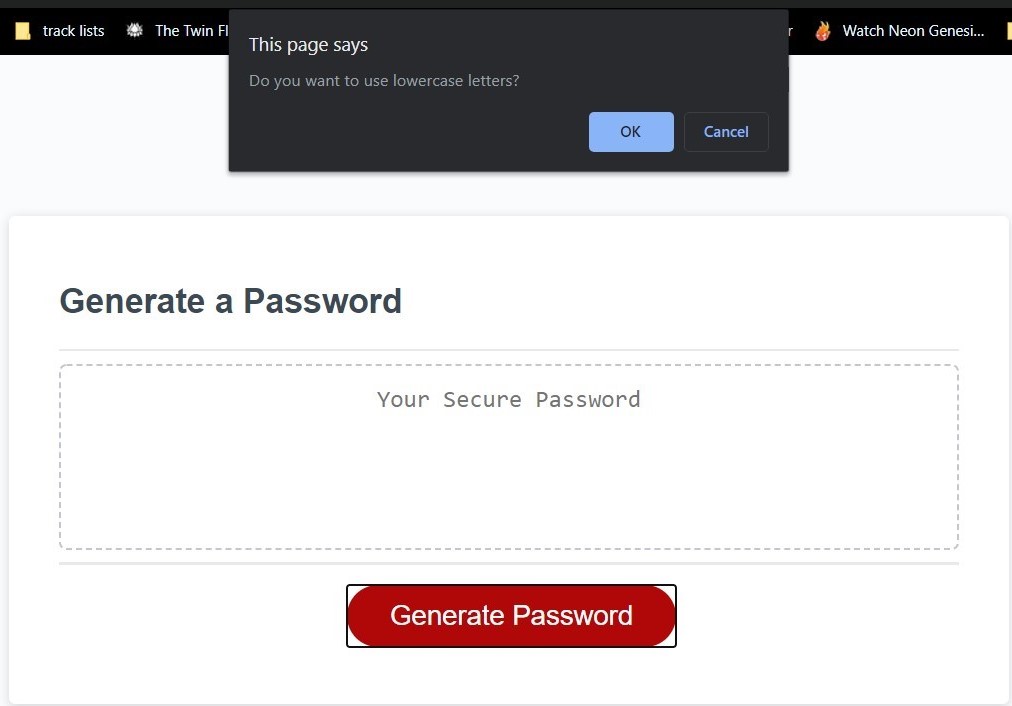 track lists
The Twin Fl
Watch Neon Genesi...
This page says
Do you want to use lowercase letters?
OK
Cancel
Generate a Password
Your Secure Password
Generate Password